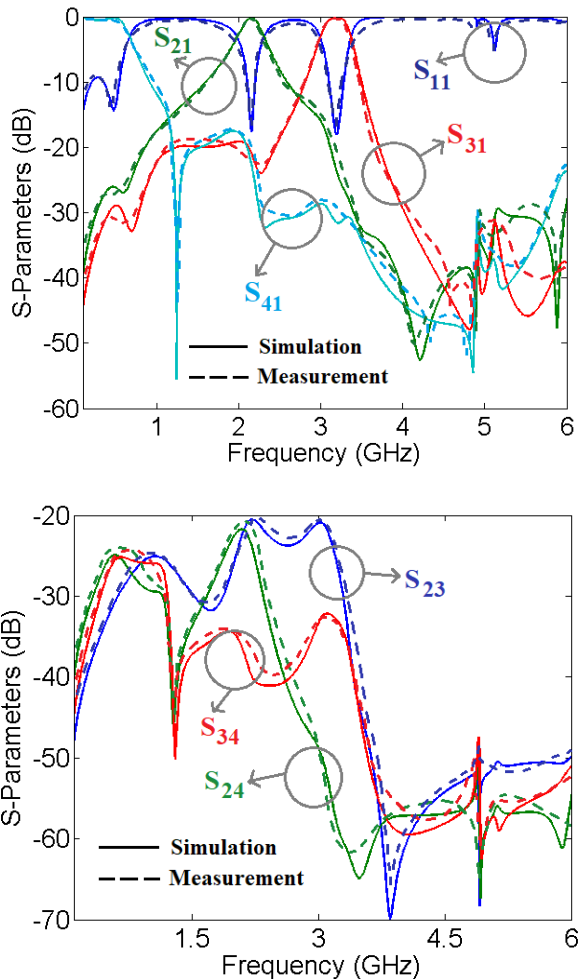 0
-10
-20
-30
-40
-50
-60
S-Parameters (dB)
S21
S11
S31
S41
Simulation
Measurement
1 2 3 4 5 6
Frequency (GHz)
-20
-30
-40
-50
-60
-70
S-Parameters (dB)
S23
S34
S24
Simulation
Measurement
1.5 3 4.5 6
Frequency (GHz)